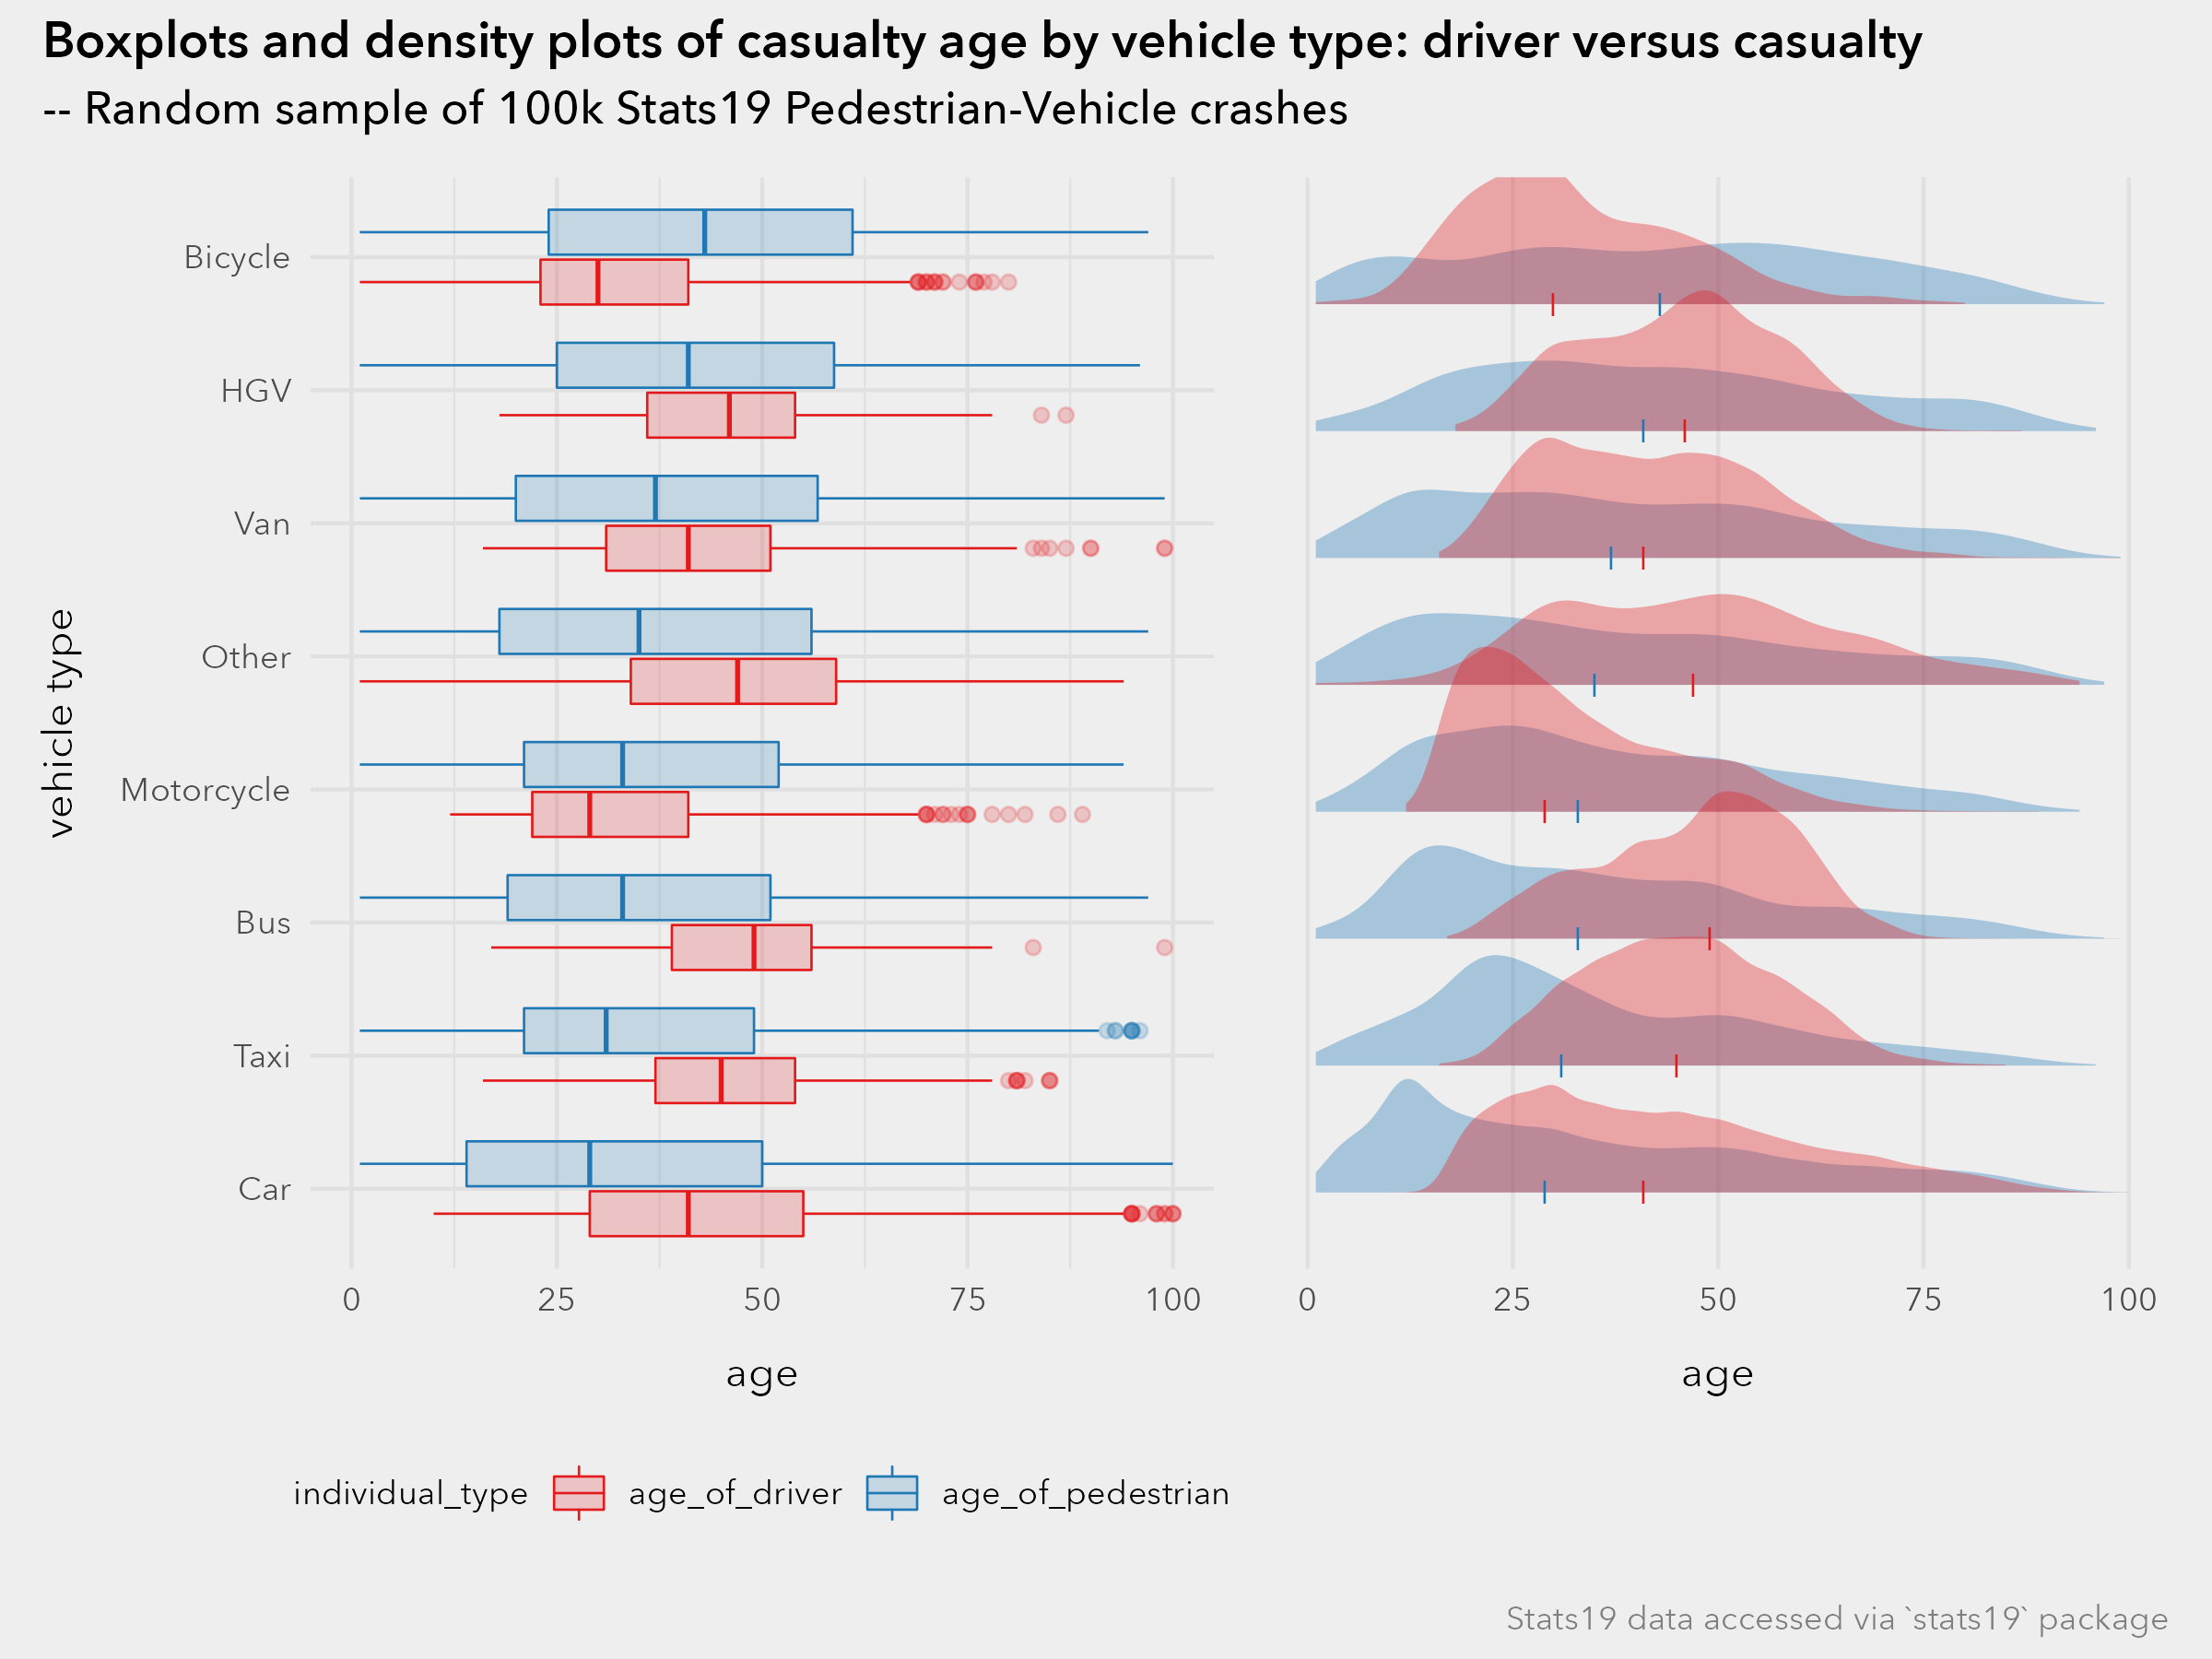 Boxplots and density plots of casualty age by vehicle type: driver versus casualty
-- Random sample of 100k Stats19 Pedestrian-Vehicle crashes
vehicle type
Bicycle
HGV
Van
Other
Motorcycle
Bus
Taxi
Car
0 25 50 75 100
0 25 50 75 100
age
age
individual_type age_of_driver age_of_pedestrian
Stats19 data accessed via `stats19` package